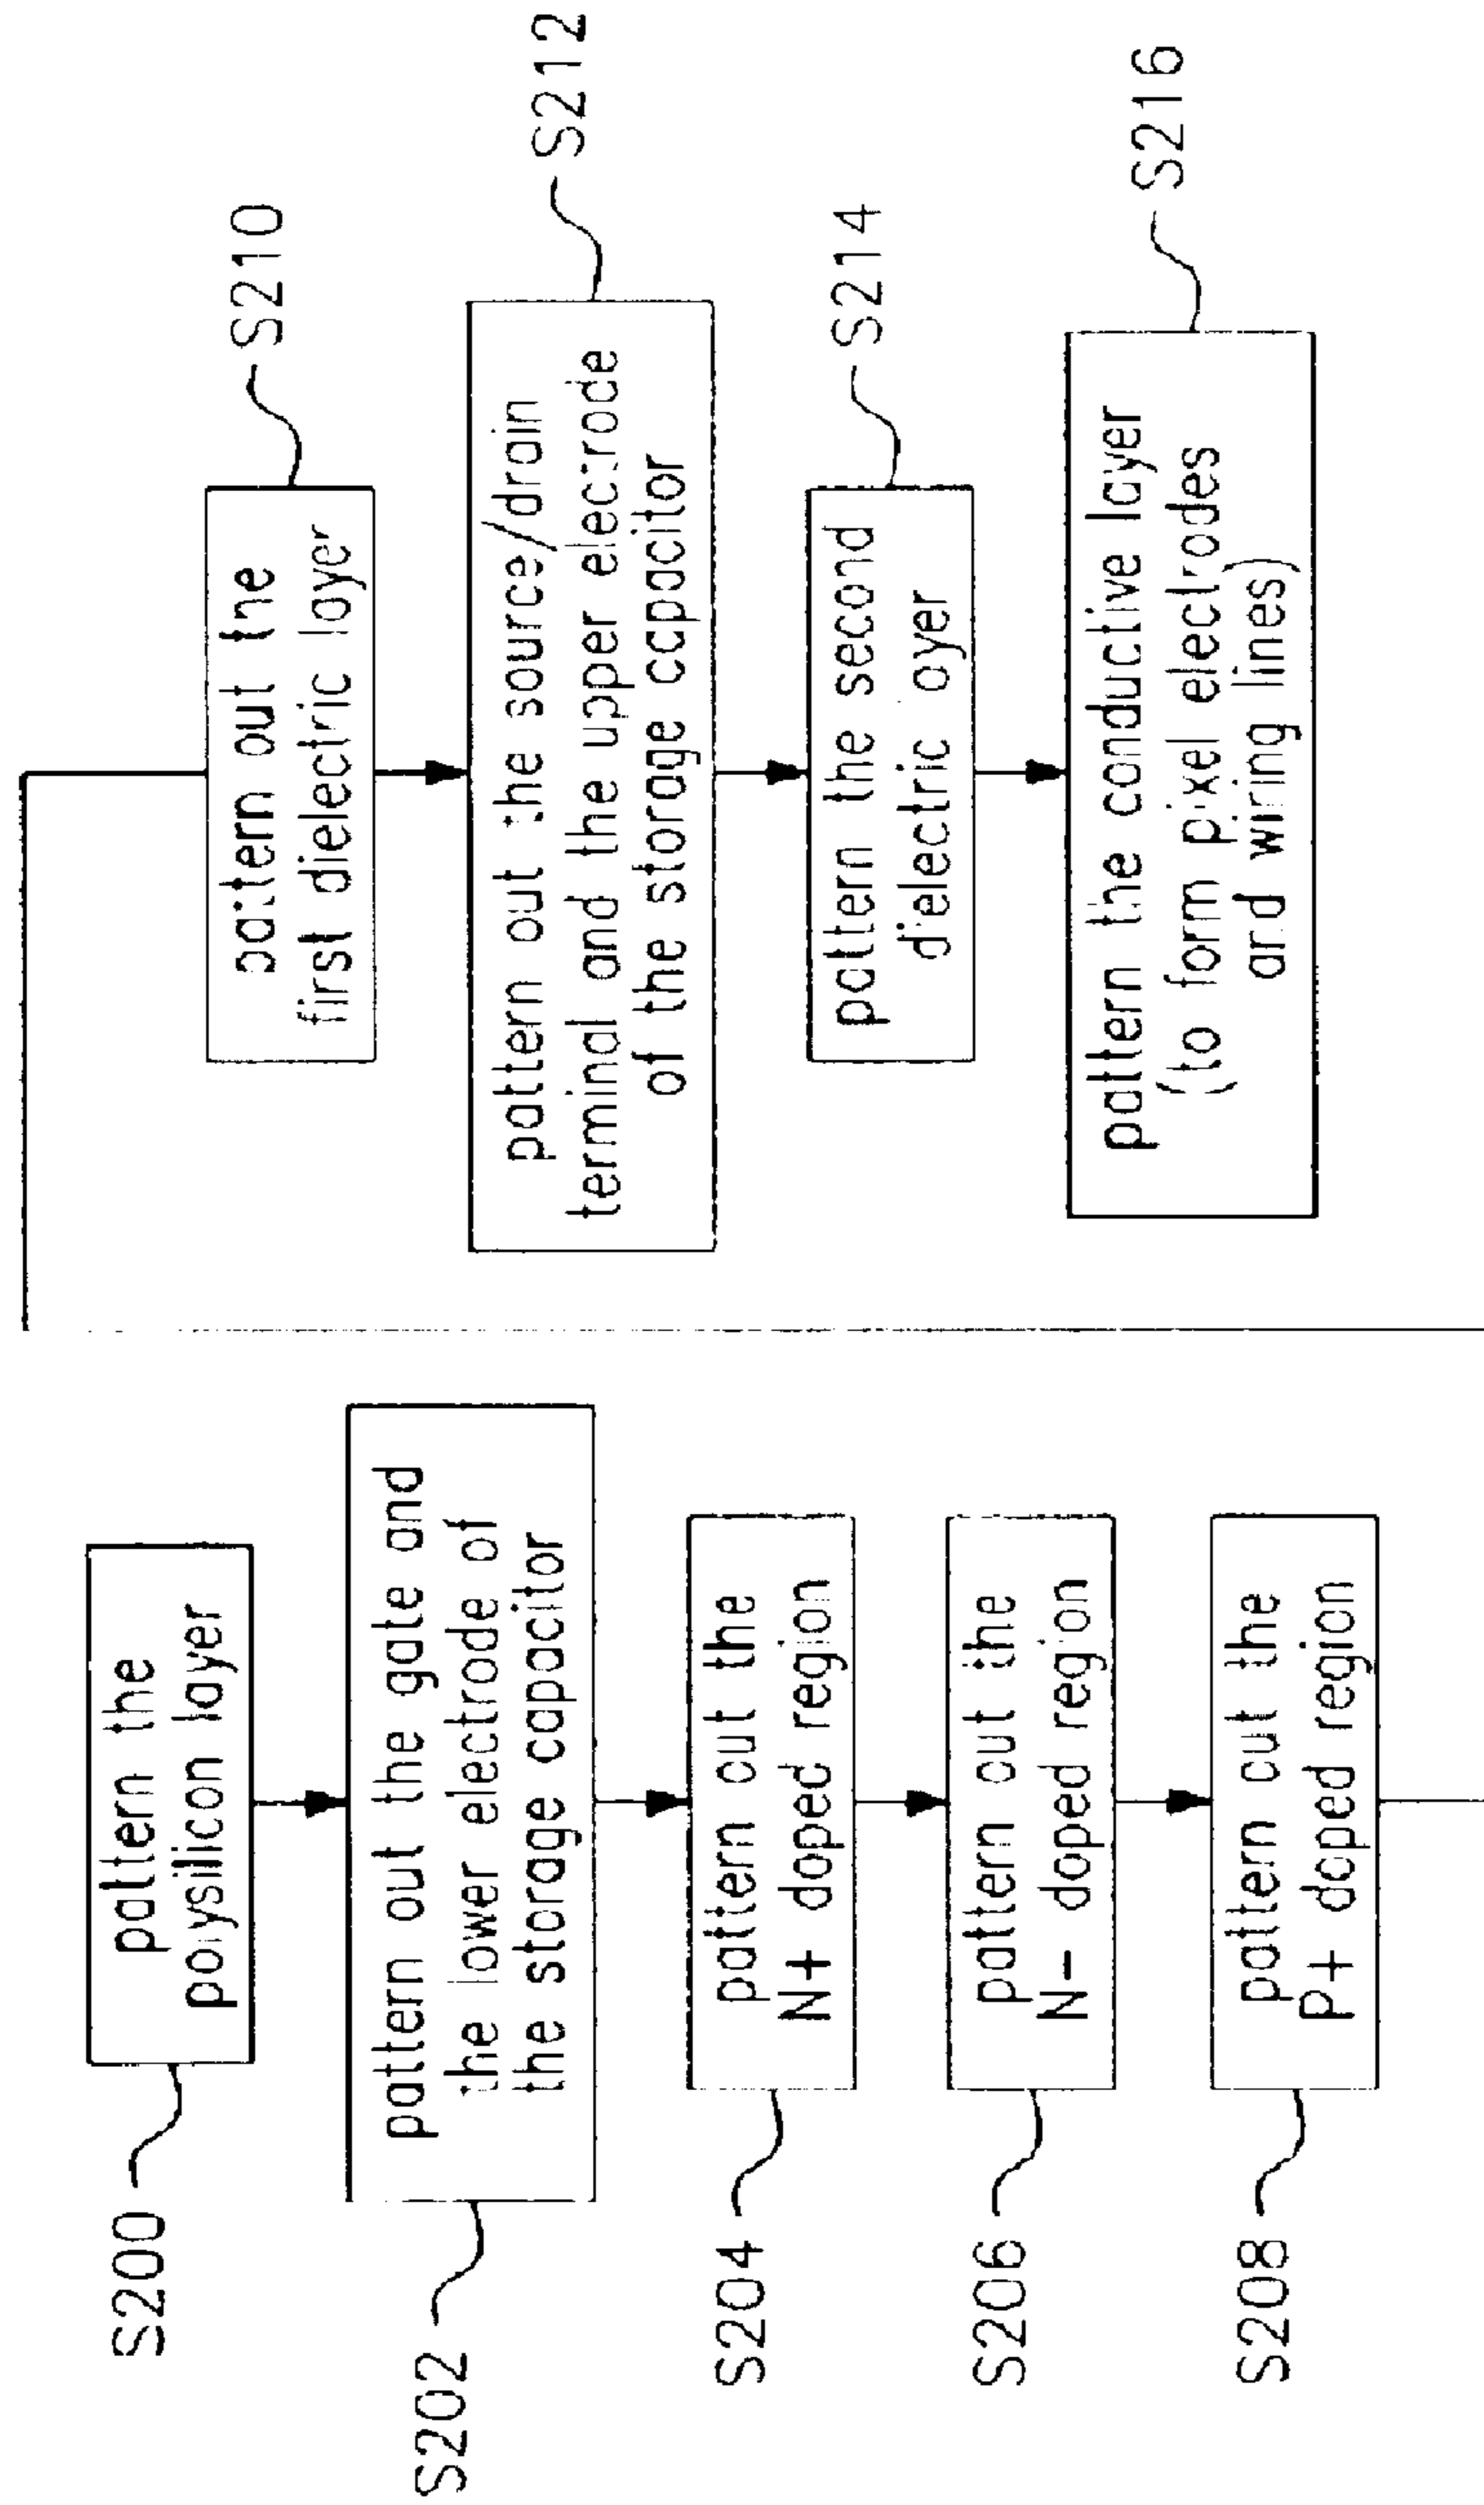 S200
pattern the
polysilicon layer
S202
pattern out the gate and
the lower electrode of
the storage capacitor
S204
pattern out the
N+ doped region
S206
pattern out the
N- doped region
S208
pattern out the
P+ doped region
S210
pattern out the
first dielectric layer
S212
pattern out the source/drain
terminal and the upper electrode
of the storage capacitor
S214
pattern the second
dielectric layer
S216
pattern the conductive layer
(to form pixel electrodes
and wiring lines)